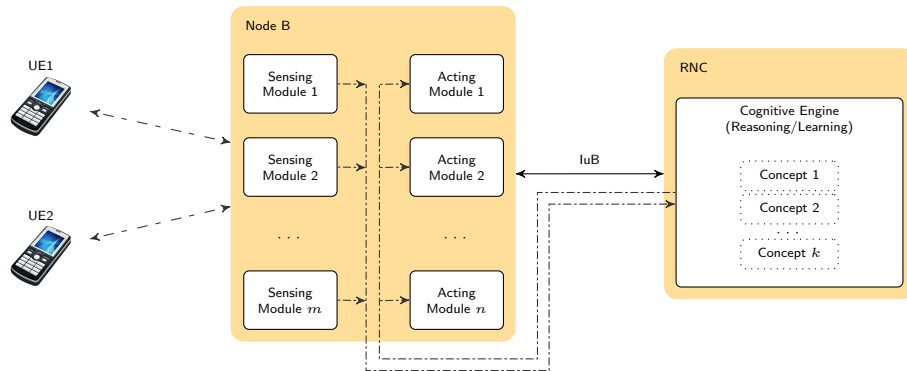 Node B
UE1
UE2
Sensing
Module 1
Sensing
Module 2
. . .
Sensing
Module m
Acting
Module 1
Acting
Module 2
. . .
Acting
Module n
IuB
RNC
Cognitive Engine
(Reasoning/Learning)
Concept 1
Concept 2
. . .
Concept k